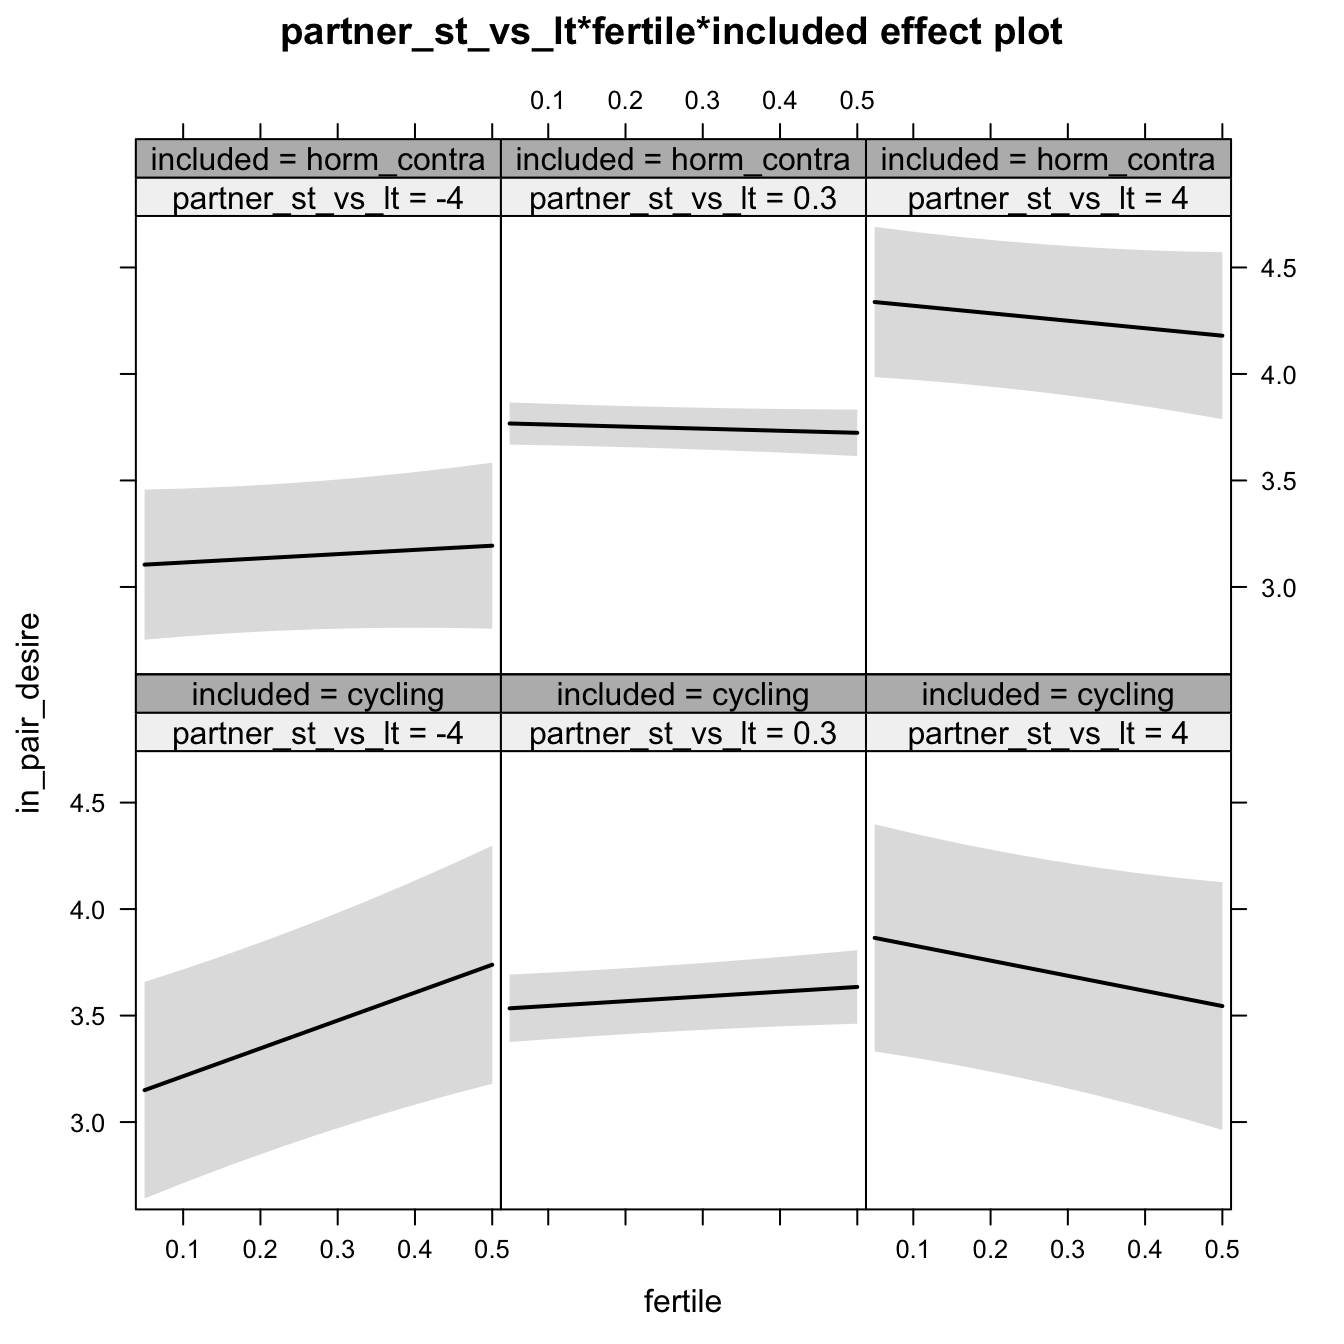 partner_st_vs_lt*fertile*included effect plot
0.1 0.2 0.3 0.4 0.5
included = horm_contra included = horm_contra included = horm_contra
partner_st_vs_lt = -4 partner_st_vs_lt = 0.3 partner_st_vs_lt = 4
4.5
4.0
3.5
3.0
in_pair_desire
included = cycling included = cycling included = cycling
partner_st_vs_lt = -4 partner_st_vs_lt = 0.3 partner_st_vs_lt = 4
4.5
4.0
3.5
3.0
0.1 0.2 0.3 0.4 0.5 0.1 0.2 0.3 0.4 0.5
fertile